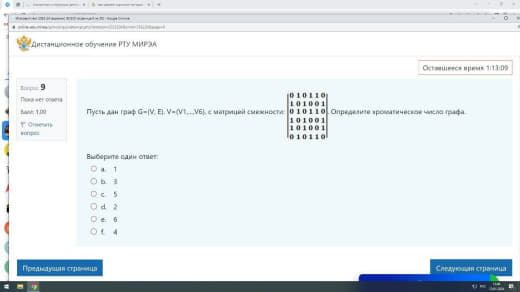 Дистанционное обучение РТУ МИРЭА
Оставшееся время 1:13:09
Вопрос 9
Пока нет ответа
Балл: 1,00
Отметить вопрос
Пусть дан граф G=(V; E), V=(V1,...,V6), с матрицей смежности:
0 1 0 1 1 0
1 0 1 0 0 1
0 1 0 1 1 0
1 0 1 0 0 1
1 0 1 0 0 1
0 1 0 1 1 0
. Определите хроматическое число графа.
Выберите один ответ:
a. 1
b. 3
c. 5
d. 2
e. 6
f. 4
Предыдущая страница
Следующая страница